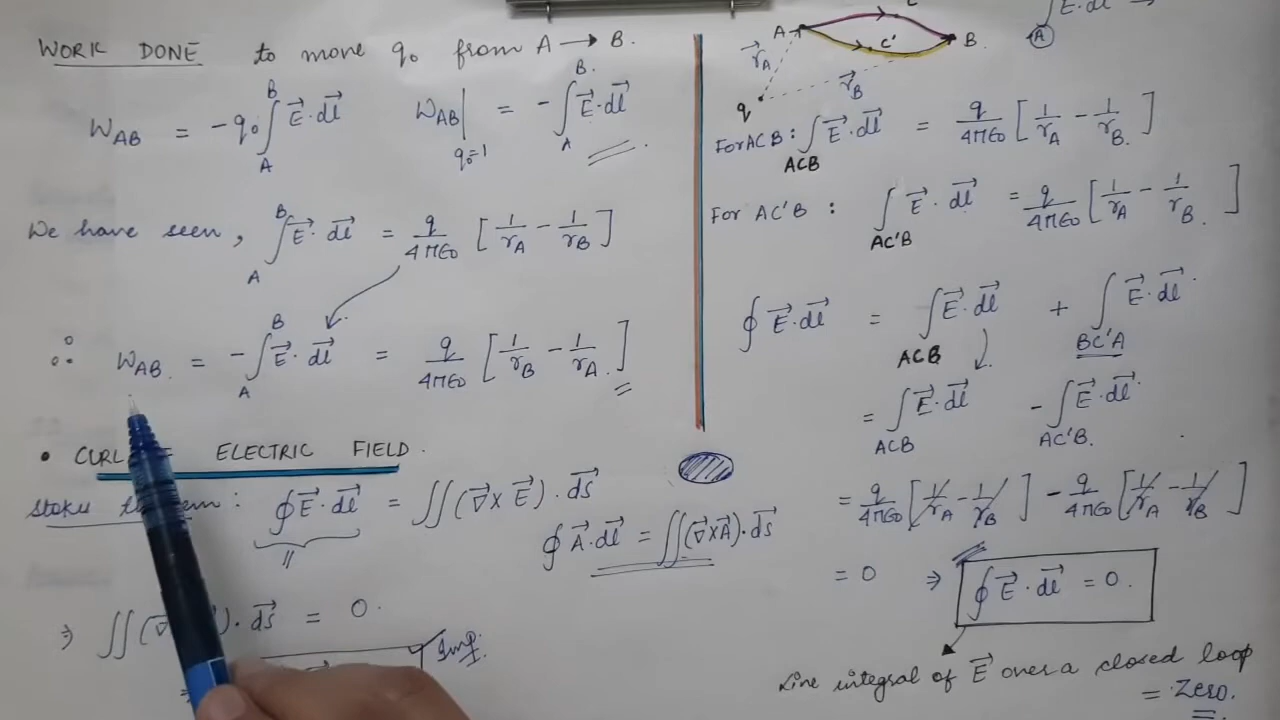 WORK DONE to move q₀ from A → B.
W_AB = -q₀ ∫_A^B E⃗·dl⃗    W_AB|_{q₀=1} = - ∫_A^B E⃗·dl⃗
We have seen, ∫_A^B E⃗·dl⃗ = q/4πε₀ [1/r_A - 1/r_B]
∴ W_AB = - ∫_A^B E⃗·dl⃗ = q/4πε₀ [1/r_B - 1/r_A]
• CURL ELECTRIC FIELD.
∮E⃗·dl⃗ = ∬(∇⃗×E⃗)·ds⃗
∮A⃗·dl⃗ = ∬(∇⃗×A⃗)·ds⃗
⇒ ∬(∇⃗ )·ds⃗ = 0.
Imp.
A C' B.
r⃗_A r⃗_B
q
E⃗·dl⃗
A
For ACB: ∫_ACB E⃗·dl⃗ = q/4πε₀ [1/r_A - 1/r_B]
For AC'B: ∫_AC'B E⃗·dl⃗ = q/4πε₀ [1/r_A - 1/r_B]
∮E⃗·dl⃗ = ∫_ACB E⃗·dl⃗ + ∫_BC'A E⃗·dl⃗
= ∫_ACB E⃗·dl⃗ - ∫_AC'B E⃗·dl⃗
= q/4πε₀ [1/r_A - 1/r_B] - q/4πε₀ [1/r_A - 1/r_B]
= 0 ⇒ ∮E⃗·dl⃗ = 0.
Line integral of E⃗ over a closed loop
= Zero.